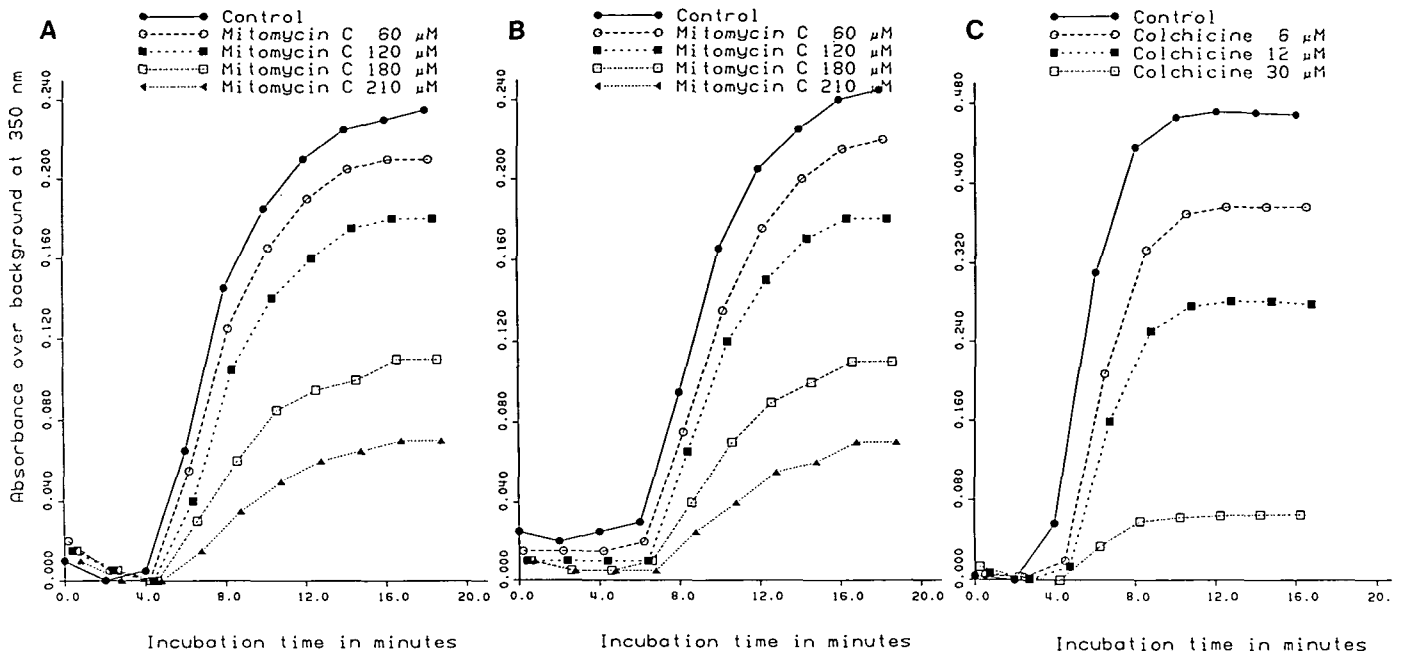 A
Control
Mitomycin C 60 µM
Mitomycin C 120 µM
Mitomycin C 180 µM
Mitomycin C 210 µM
Absorbance over background at 350 nm
0.240
0.200
0.160
0.120
0.080
0.040
0.000
0.0 4.0 8.0 12.0 16.0 20.0
Incubation time in minutes
B
Control
Mitomycin C 60 µM
Mitomycin C 120 µM
Mitomycin C 180 µM
Mitomycin C 210 µM
0.240
0.200
0.160
0.120
0.080
0.040
0.000
0.0 4.0 8.0 12.0 16.0 20.0
Incubation time in minutes
C
Control
Colchicine 6 µM
Colchicine 12 µM
Colchicine 30 µM
0.480
0.400
0.320
0.240
0.160
0.080
0.000
0.0 4.0 8.0 12.0 16.0 20.
Incubation time in minutes